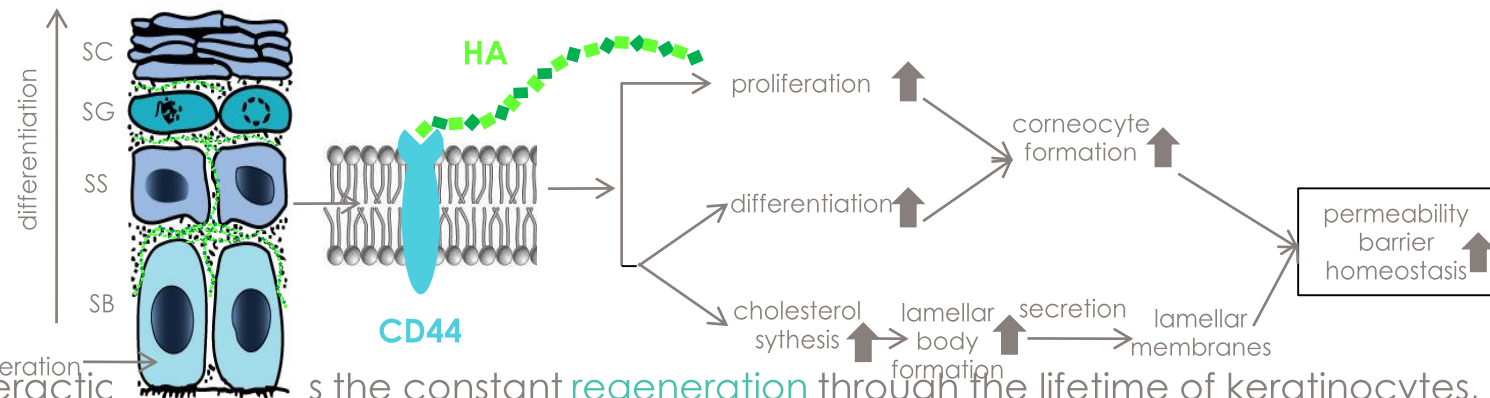 differentiation
SC
SG
SS
SB
HA
CD44
proliferation
differentiation
cholesterol
sythesis
lamellar
body
formation
secretion
lamellar
membranes
corneocyte
formation
permeability
barrier
homeostasis
the constant regeneration through the lifetime of keratinocytes.